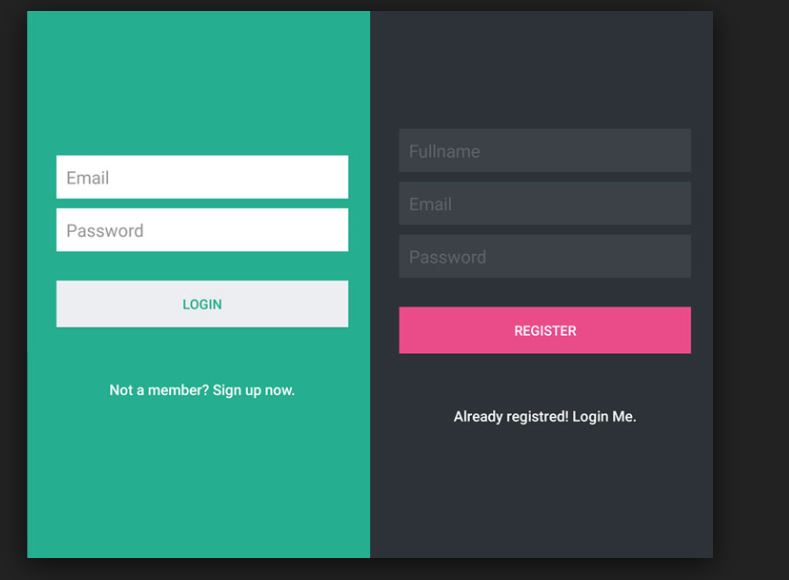 Email
Password
LOGIN
Not a member? Sign up now.
Fullname
Email
Password
REGISTER
Already registred! Login Me.